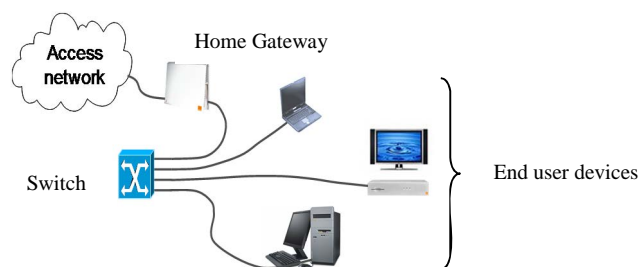 Access
network
Home Gateway
Switch
End user devices